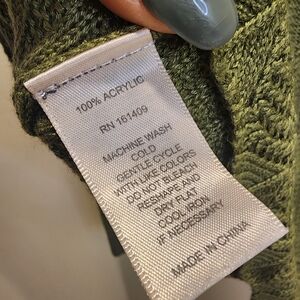 100% ACRYLIC
RN 161409
MACHINE WASH
COLD
GENTLE CYCLE
WITH LIKE COLORS
DO NOT BLEACH
RESHAPE AND
DRY FLAT
COOL IRON
IF NECESSARY
MADE IN CHINA